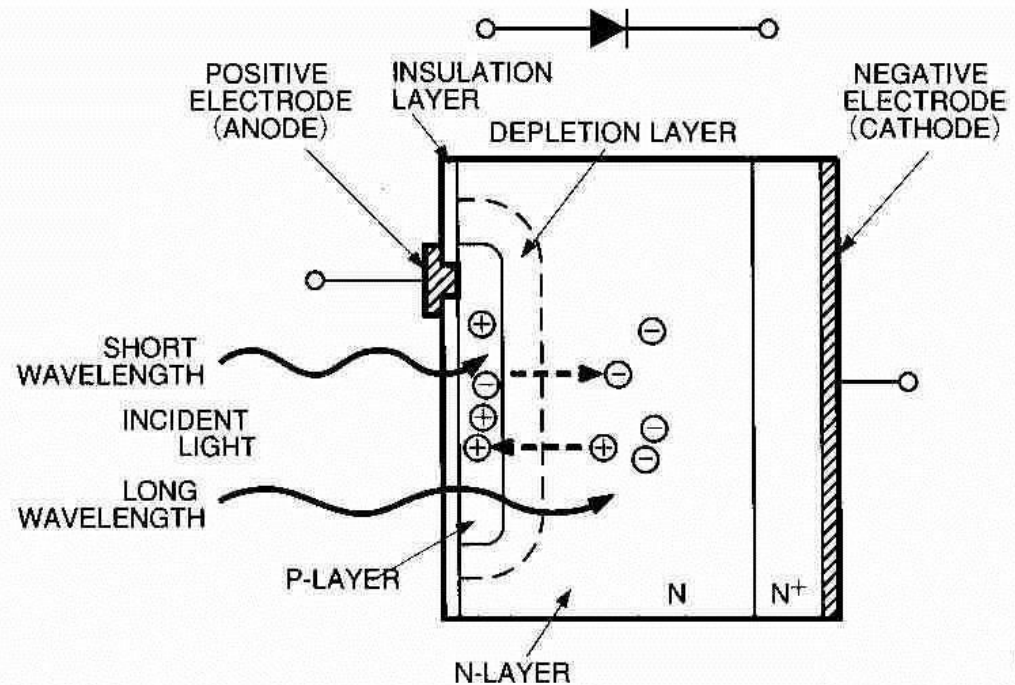 POSITIVE
ELECTRODE
(ANODE)
INSULATION
LAYER
DEPLETION LAYER
NEGATIVE
ELECTRODE
(CATHODE)
+
-
-
-
+
+
+
-
-
SHORT
WAVELENGTH
INCIDENT
LIGHT
LONG
WAVELENGTH
P-LAYER
N
N+
N-LAYER